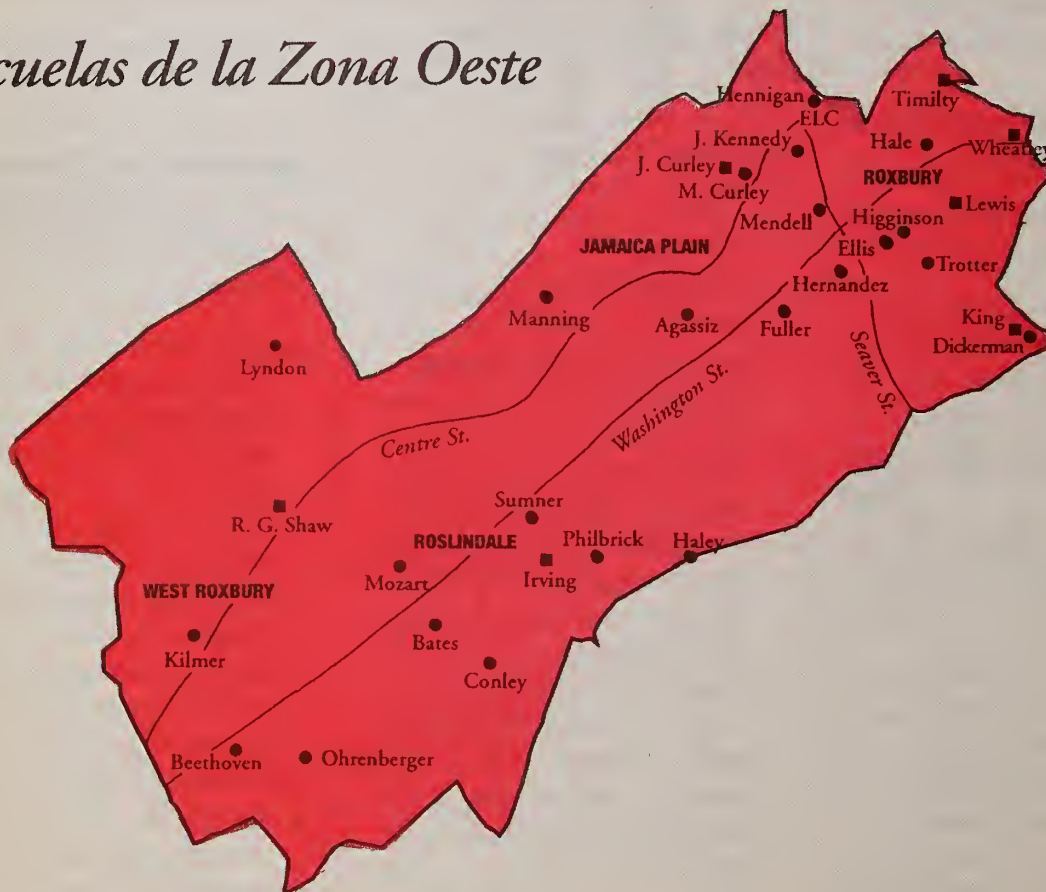 cuelas de la Zona Oeste
Timilty
Hennigan
ELC
J. Kennedy
Hale
Wheatley
J. Curley
ROXBURY
M. Curley
Lewis
Mendell
Higginson
JAMAICA PLAIN
Ellis
Trotter
Hernandez
Manning
Agassiz
Fuller
King
Dickerman
Seaver St.
Lyndon
Washington St.
Centre St.
Sumner
R. G. Shaw
ROSLINDALE
Philbrick
Haley
Mozart
Irving
WEST ROXBURY
Bates
Kilmer
Conley
Beethoven
Ohrenberger